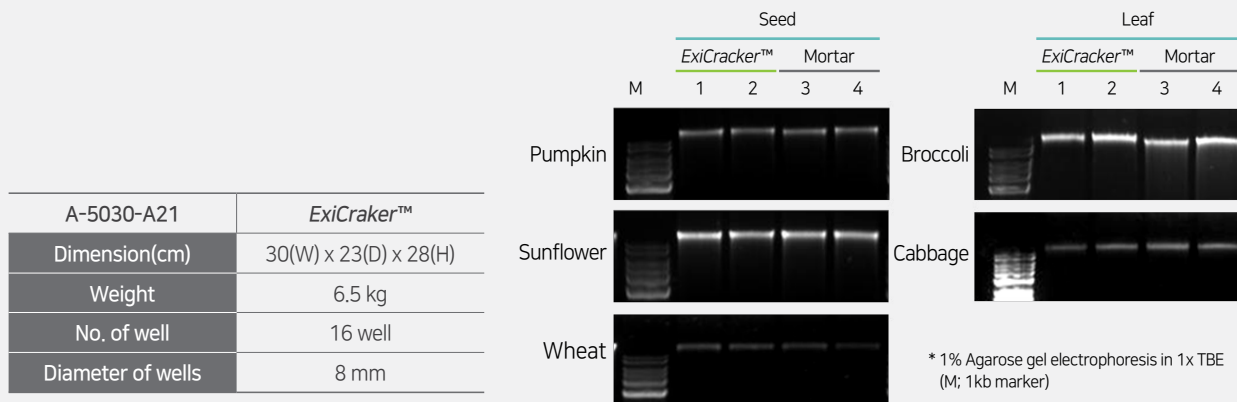 A-5030-A21 ExiCraker™
Dimension(cm) 30(W) x 23(D) x 28(H)
Weight 6.5 kg
No. of well 16 well
Diameter of wells 8 mm
Seed
ExiCracker™ Mortar
M 1 2 3 4
Pumpkin
Sunflower
Wheat
Leaf
ExiCracker™ Mortar
M 1 2 3 4
Broccoli
Cabbage
* 1% Agarose gel electrophoresis in 1x TBE
(M; 1kb marker)